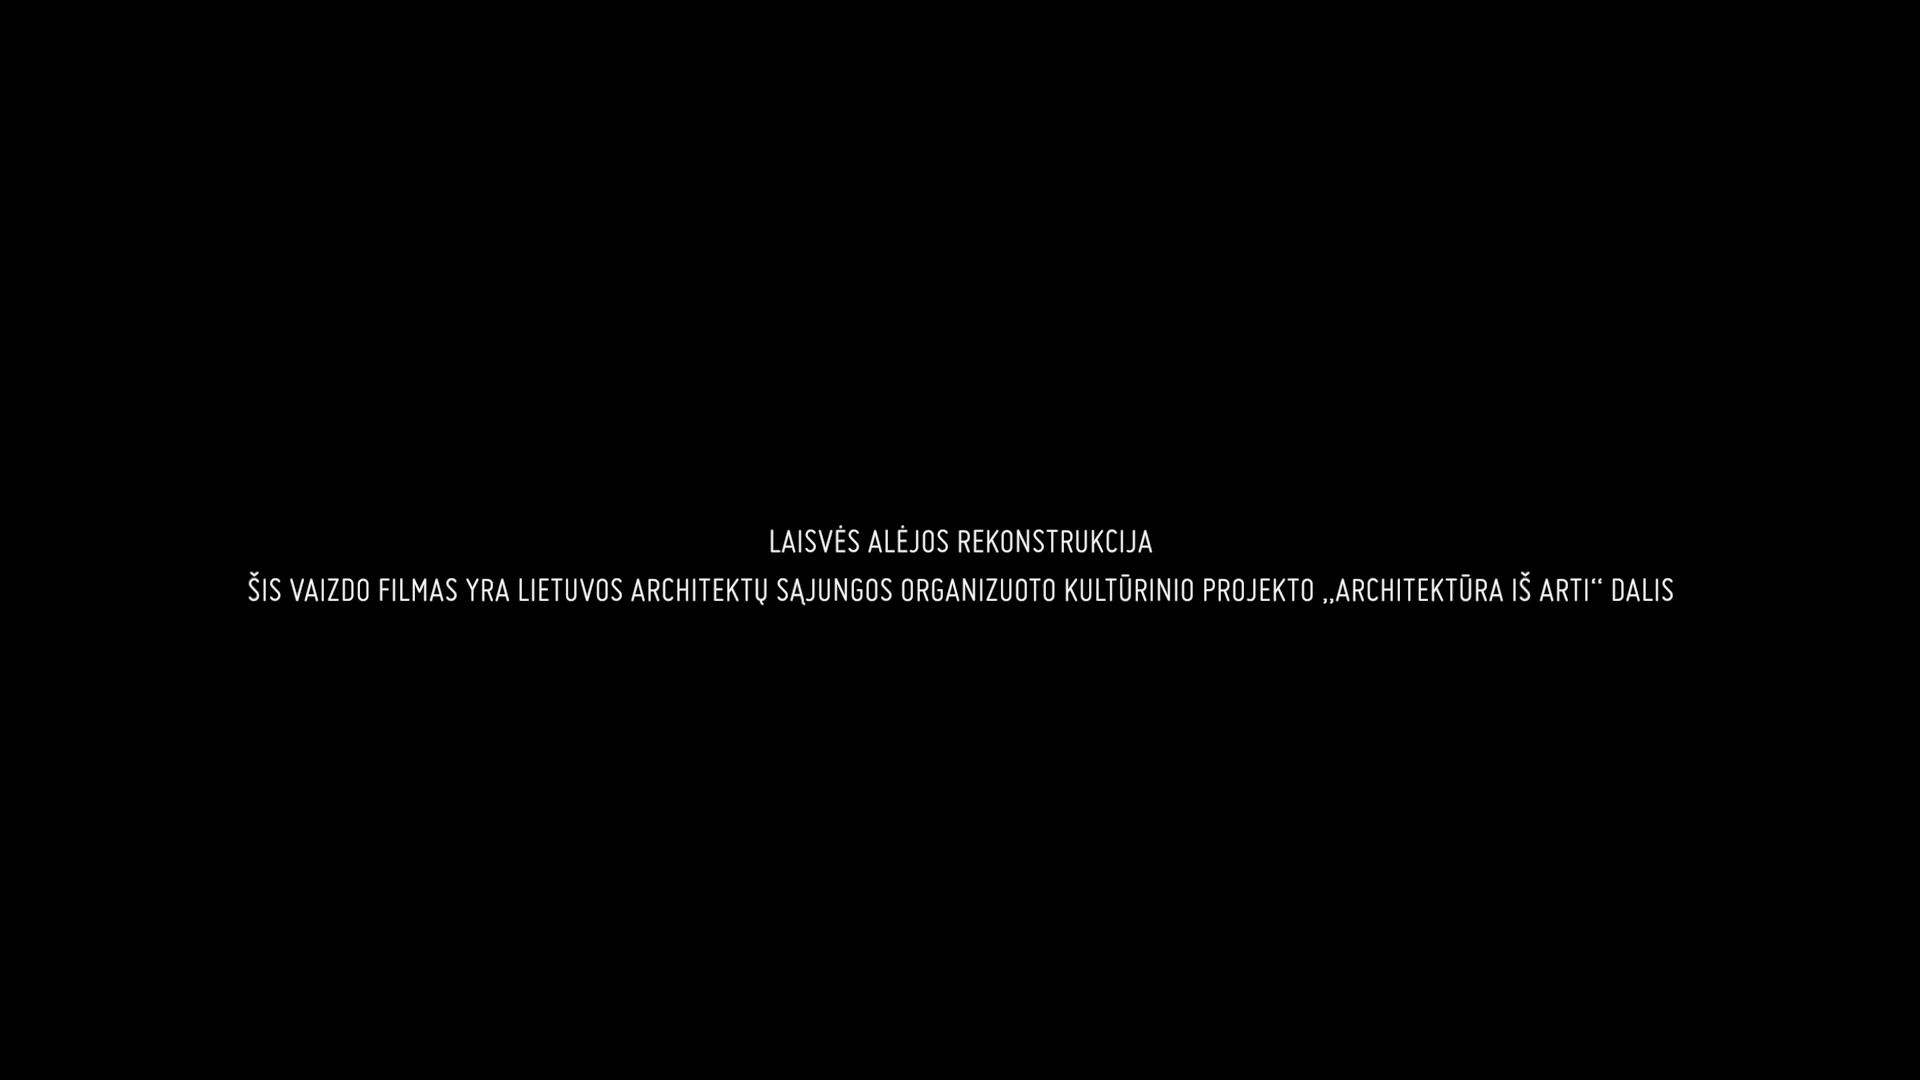 LAISVĖS ALĖJOS REKONSTRUKCIJA
ŠIS VAIZDO FILMAS YRA LIETUVOS ARCHITEKTŲ SĄJUNGOS ORGANIZUOTO KULTŪRINIO PROJEKTO ,,ARCHITEKTŪRA IŠ ARTI“ DALIS